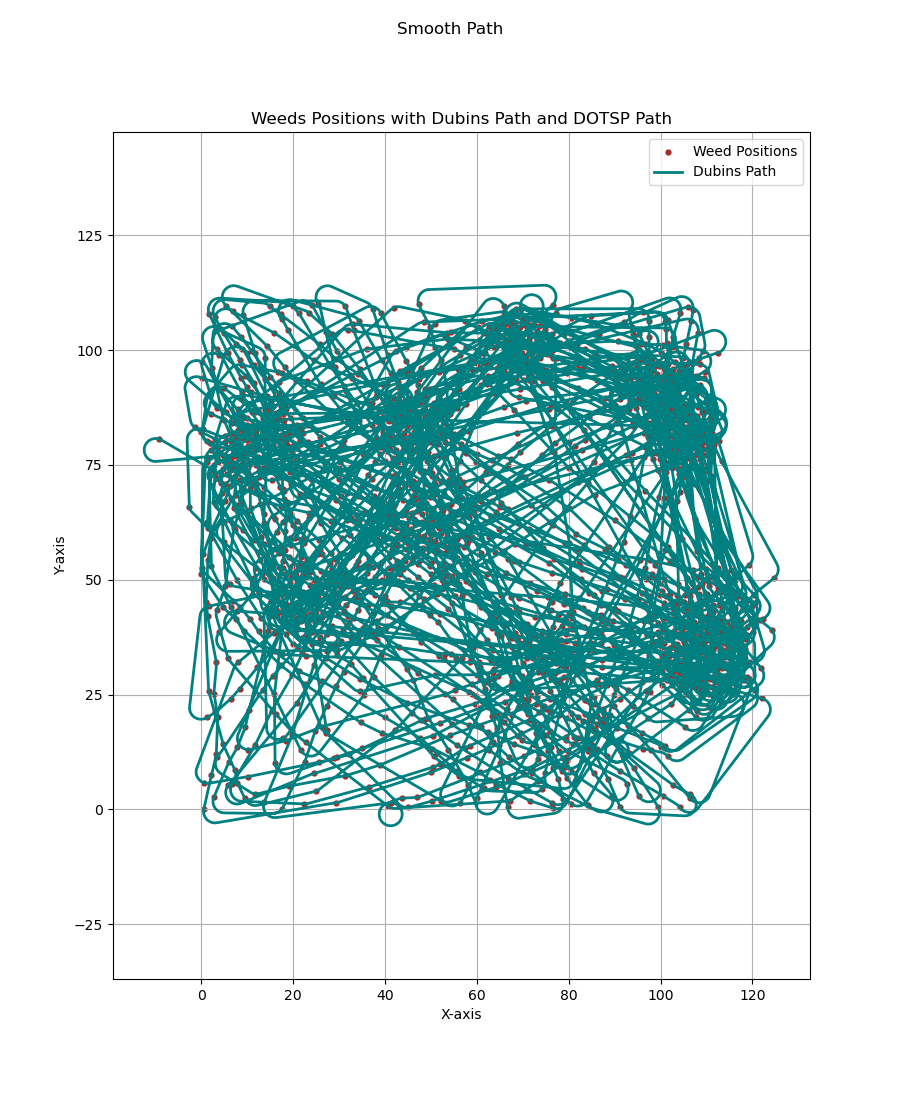 Smooth Path
Weeds Positions with Dubins Path and DOTSP Path
Weed Positions
Dubins Path
125
100
75
50
25
0
−25
Y-axis
0 20 40 60 80 100 120
X-axis